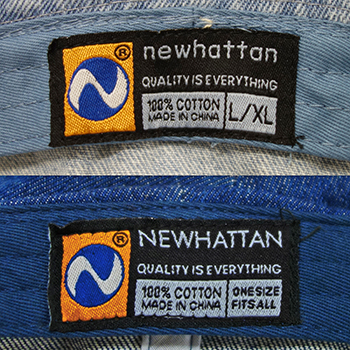 ® newhattan
QUALITY IS EVERYTHING
100% COTTON
MADE IN CHINA
L/XL
® NEWHATTAN
QUALITY IS EVERYTHING
100% COTTON
MADE IN CHINA
ONE SIZE
FITS ALL